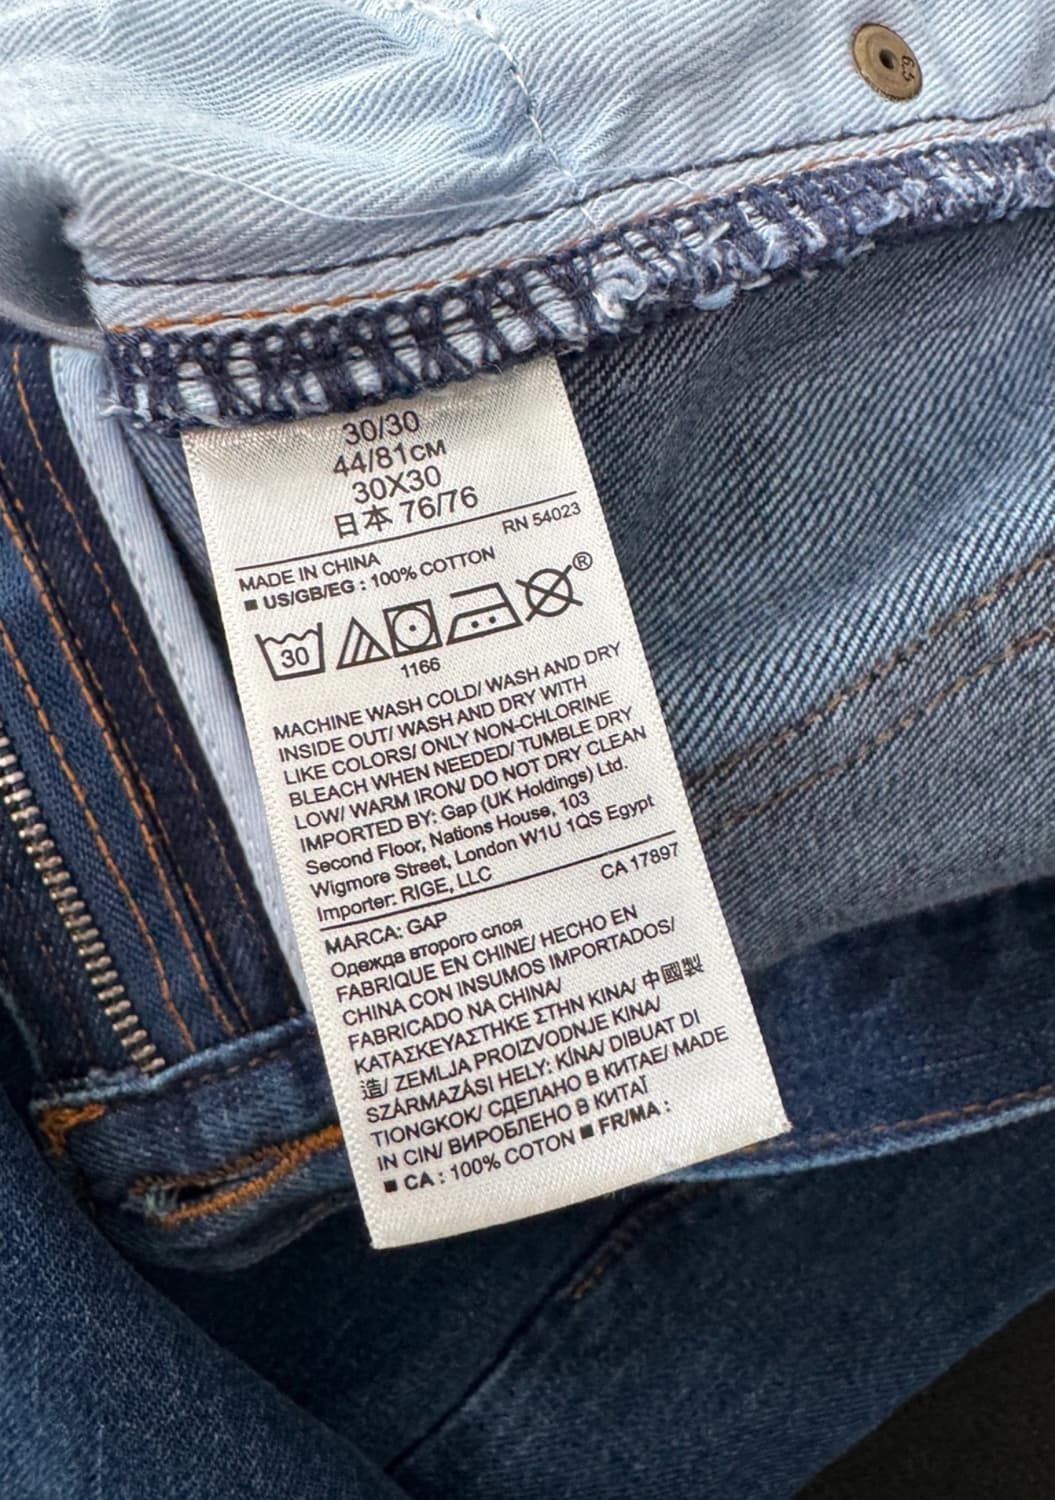 30/30
44/81CM
30X30
日本 76/76
RN 54023
MADE IN CHINA
■ US/GB/EG : 100% COTTON
®
30
1166
MACHINE WASH COLD/ WASH AND DRY
INSIDE OUT/ WASH AND DRY WITH
LIKE COLORS/ ONLY NON-CHLORINE
BLEACH WHEN NEEDED/ TUMBLE DRY
LOW/ WARM IRON/ DO NOT DRY CLEAN
IMPORTED BY: Gap (UK Holdings) Ltd.
Second Floor, Nations House, 103
Wigmore Street, London W1U 1QS Egypt
Importer: RIGE, LLC
CA 17897
MARCA: GAP
Одежда второго слоя
FABRIQUE EN CHINE/ HECHO EN
CHINA CON INSUMOS IMPORTADOS/
FABRICADO NA CHINA/
ΚΑΤΑΣΚΕΥΑΣΤΗΚΕ ΣΤΗΝ ΚΙΝΑ/ 中國製
造/ ZEMLJA PROIZVODNJE KINA/
SZÁRMAZÁSI HELY: KÍNA/ DIBUAT DI
TIONGKOK/ СДЕЛАНО В КИТАЕ/ MADE
IN CIN/ ВИРОБЛЕНО В КИТАЇ
■ CA : 100% COTON ■ FR/MA :